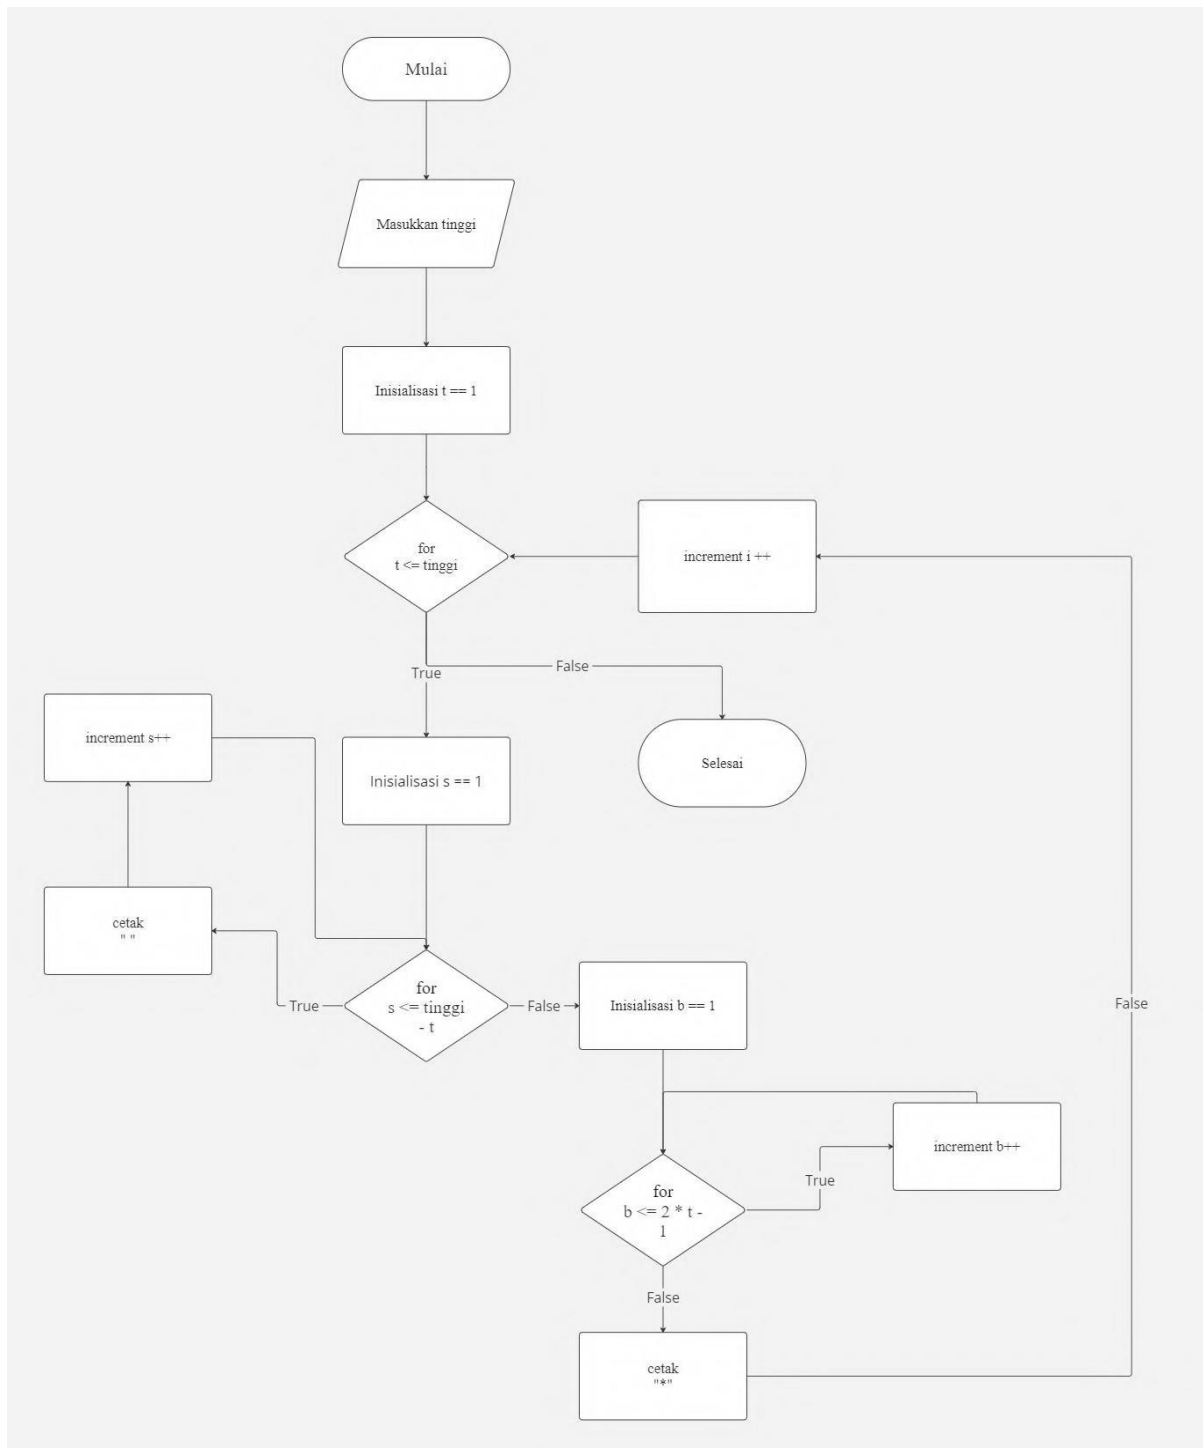 Mulai
Masukkan tinggi
Inisialisasi t == 1
for
t <= tinggi
increment i ++
True
False
Selesai
increment s++
Inisialisasi s == 1
cetak
" "
for
s <= tinggi
- t
True
False
Inisialisasi b == 1
False
increment b++
True
for
b <= 2 * t -
1
False
cetak
"*"